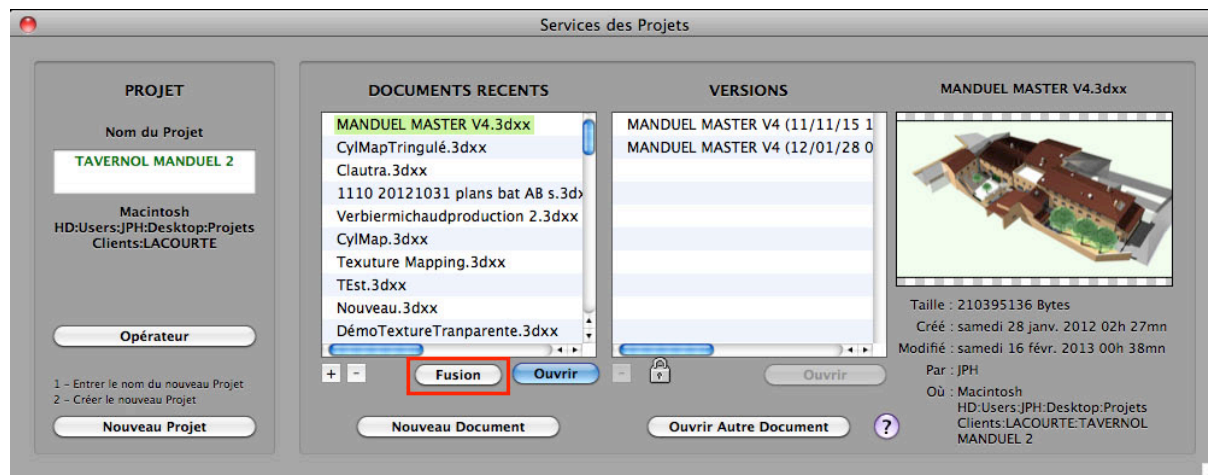 Services des Projets
PROJET
Nom du Projet
TAVERNOL MANDUEL 2
Macintosh
HD:Users:JPH:Desktop:Projets
Clients:LACOURTE
Opérateur
1 – Entrer le nom du nouveau Projet
2 – Créer le nouveau Projet
Nouveau Projet
DOCUMENTS RECENTS
MANDUEL MASTER V4.3dxx
CylMapTringulé.3dxx
Clautra.3dxx
1110 20121031 plans bat AB s.3dx
Verbiermichaudproduction 2.3dxx
CylMap.3dxx
Texuture Mapping.3dxx
TEst.3dxx
Nouveau.3dxx
DémoTextureTranparente.3dxx
+ -
Fusion
Ouvrir
Nouveau Document
VERSIONS
MANDUEL MASTER V4 (11/11/15 1
MANDUEL MASTER V4 (12/01/28 0
-
Ouvrir
Ouvrir Autre Document
?
MANDUEL MASTER V4.3dxx
Taille : 210395136 Bytes
Créé : samedi 28 janv. 2012 02h 27mn
Modifié : samedi 16 févr. 2013 00h 38mn
Par : JPH
Où : Macintosh
HD:Users:JPH:Desktop:Projets
Clients:LACOURTE:TAVERNOL
MANDUEL 2